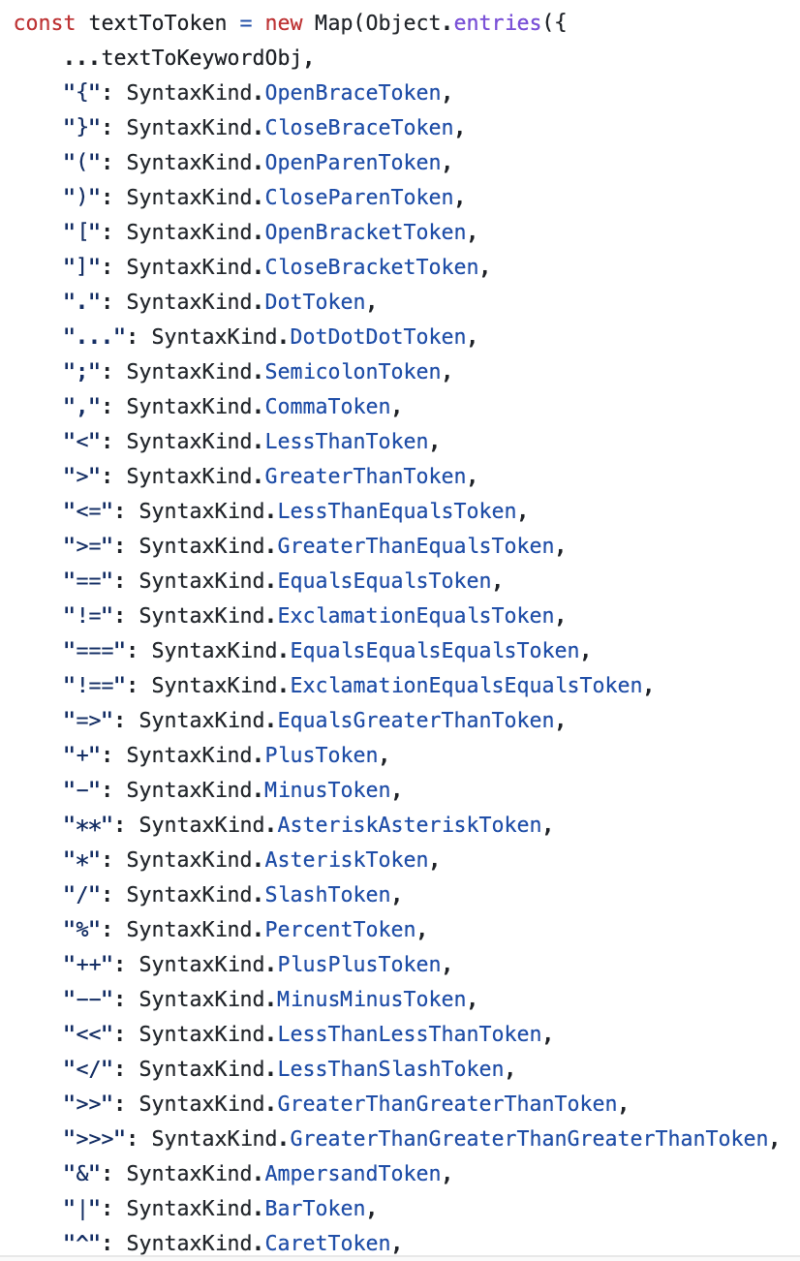 const textToToken = new Map(Object.entries({
    ...textToKeywordObj,
    "{": SyntaxKind.OpenBraceToken,
    "}": SyntaxKind.CloseBraceToken,
    "(": SyntaxKind.OpenParenToken,
    ")": SyntaxKind.CloseParenToken,
    "[": SyntaxKind.OpenBracketToken,
    "]": SyntaxKind.CloseBracketToken,
    ".": SyntaxKind.DotToken,
    "...": SyntaxKind.DotDotDotToken,
    ";": SyntaxKind.SemicolonToken,
    ",": SyntaxKind.CommaToken,
    "<": SyntaxKind.LessThanToken,
    ">": SyntaxKind.GreaterThanToken,
    "<=": SyntaxKind.LessThanEqualsToken,
    ">=": SyntaxKind.GreaterThanEqualsToken,
    "==": SyntaxKind.EqualsEqualsToken,
    "!=": SyntaxKind.ExclamationEqualsToken,
    "===": SyntaxKind.EqualsEqualsEqualsToken,
    "!==": SyntaxKind.ExclamationEqualsEqualsToken,
    "=>": SyntaxKind.EqualsGreaterThanToken,
    "+": SyntaxKind.PlusToken,
    "-": SyntaxKind.MinusToken,
    "**": SyntaxKind.AsteriskAsteriskToken,
    "*": SyntaxKind.AsteriskToken,
    "/": SyntaxKind.SlashToken,
    "%": SyntaxKind.PercentToken,
    "++": SyntaxKind.PlusPlusToken,
    "--": SyntaxKind.MinusMinusToken,
    "<<": SyntaxKind.LessThanLessThanToken,
    "</": SyntaxKind.LessThanSlashToken,
    ">>": SyntaxKind.GreaterThanGreaterThanToken,
    ">>>": SyntaxKind.GreaterThanGreaterThanGreaterThanToken,
    "&": SyntaxKind.AmpersandToken,
    "|": SyntaxKind.BarToken,
    "^": SyntaxKind.CaretToken,